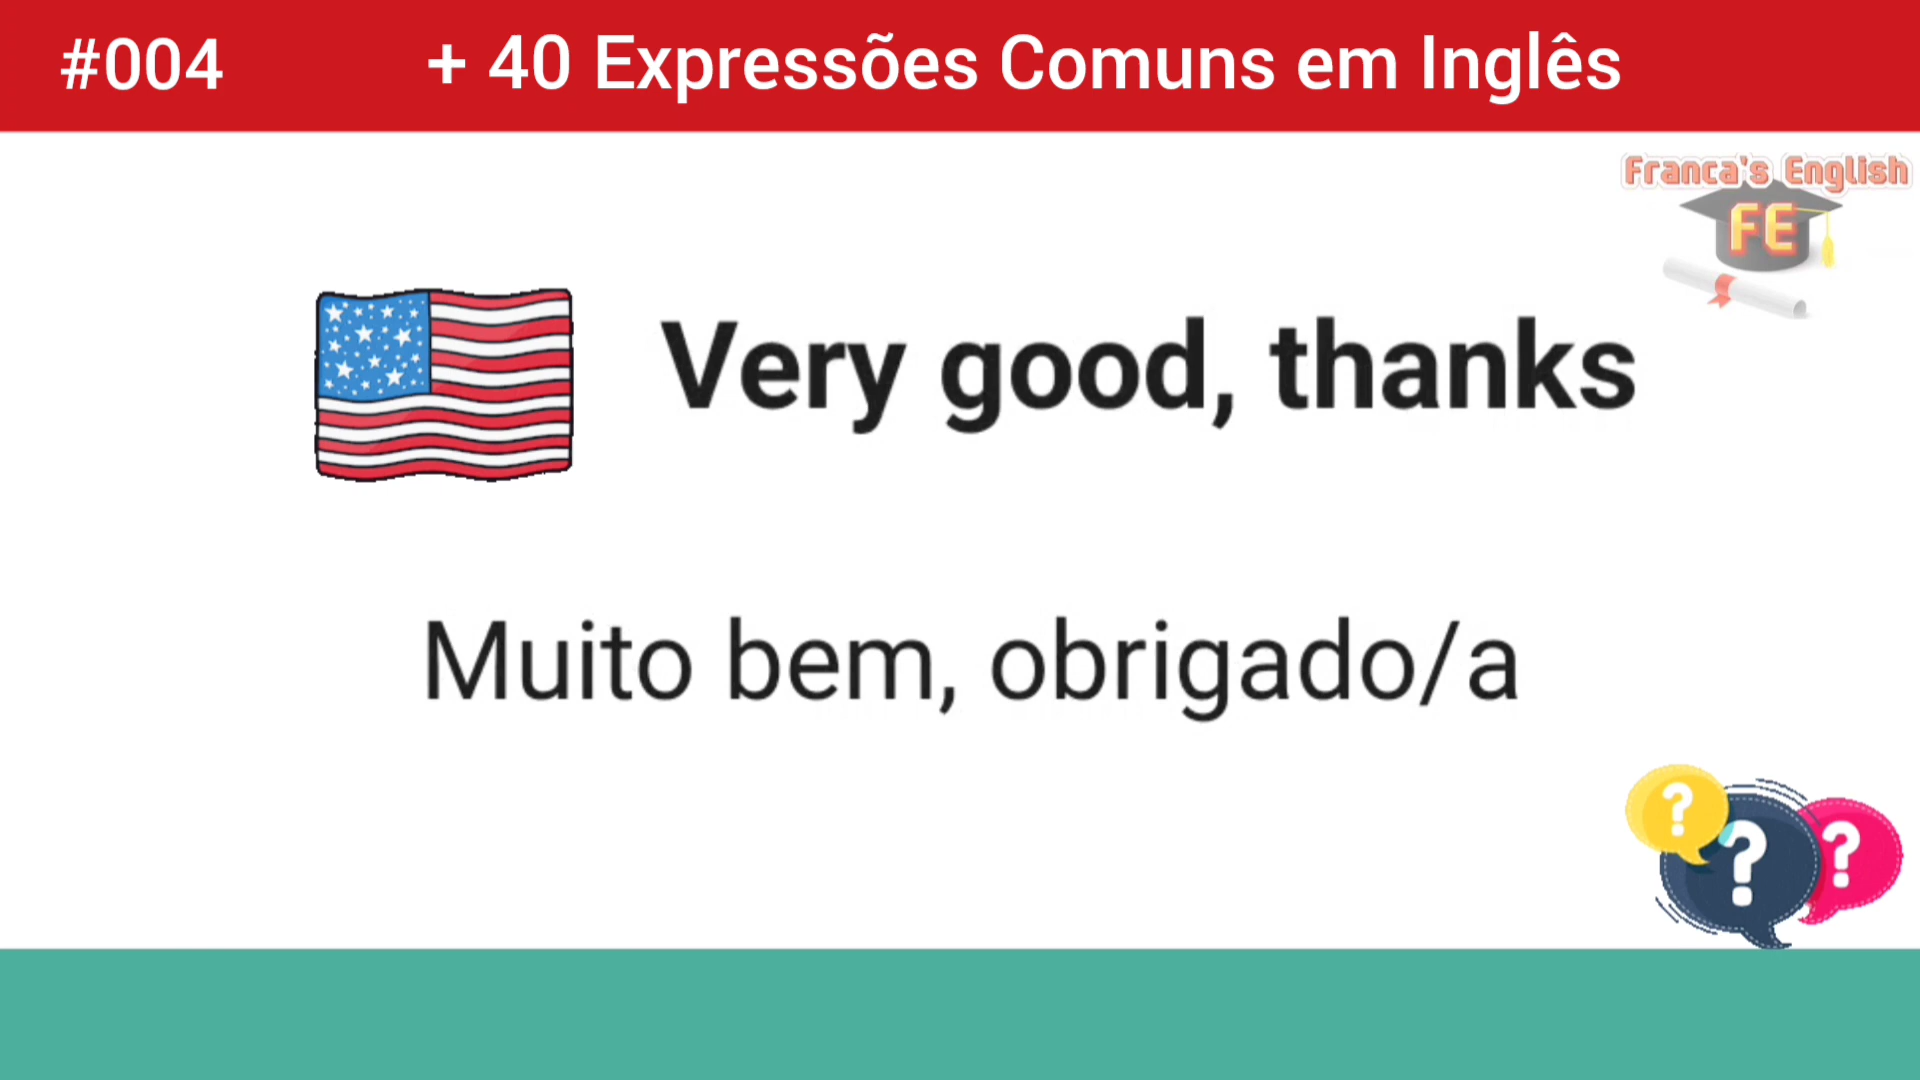 #004
+ 40 Expressões Comuns em Inglês
Franca's English
FE
Very good, thanks
Muito bem, obrigado/a
? ? ?